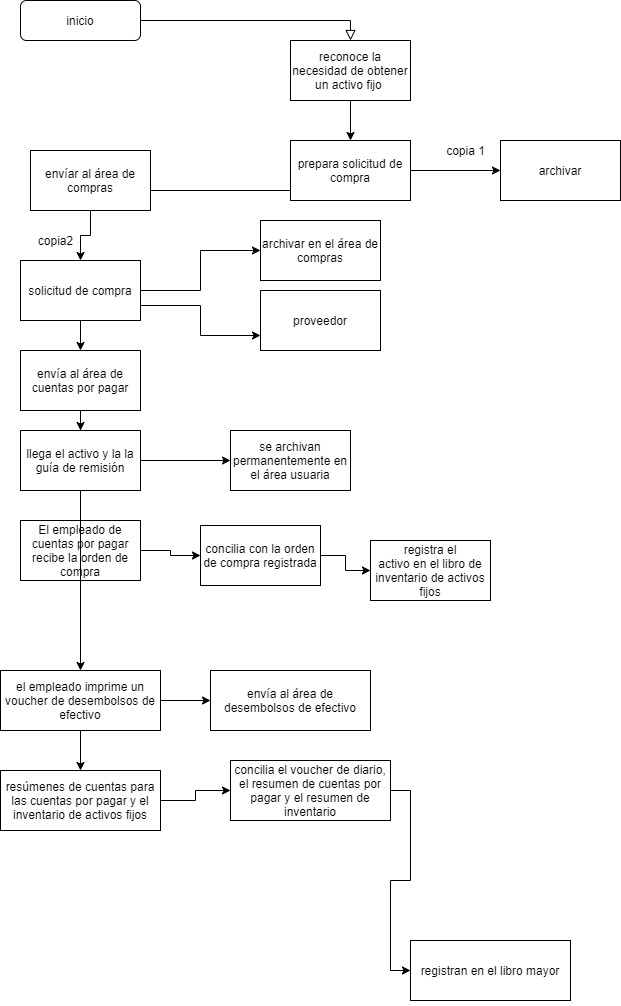 inicio
reconoce la
necesidad de obtener
un activo fijo
prepara solicitud de
compra
copia 1
archivar
envíar al área de
compras
copia2
archivar en el área de
compras
solicitud de compra
proveedor
envía al área de
cuentas por pagar
llega el activo y la la
guía de remisión
se archivan
permanentemente en
el área usuaria
El empleado de
cuentas por pagar
recibe la orden de
compra
concilia con la orden
de compra registrada
registra el
activo en el libro de
inventario de activos
fijos
el empleado imprime un
voucher de desembolsos de
efectivo
envía al área de
desembolsos de efectivo
resúmenes de cuentas para
las cuentas por pagar y el
inventario de activos fijos
concilia el voucher de diario,
el resumen de cuentas por
pagar y el resumen de
inventario
registran en el libro mayor